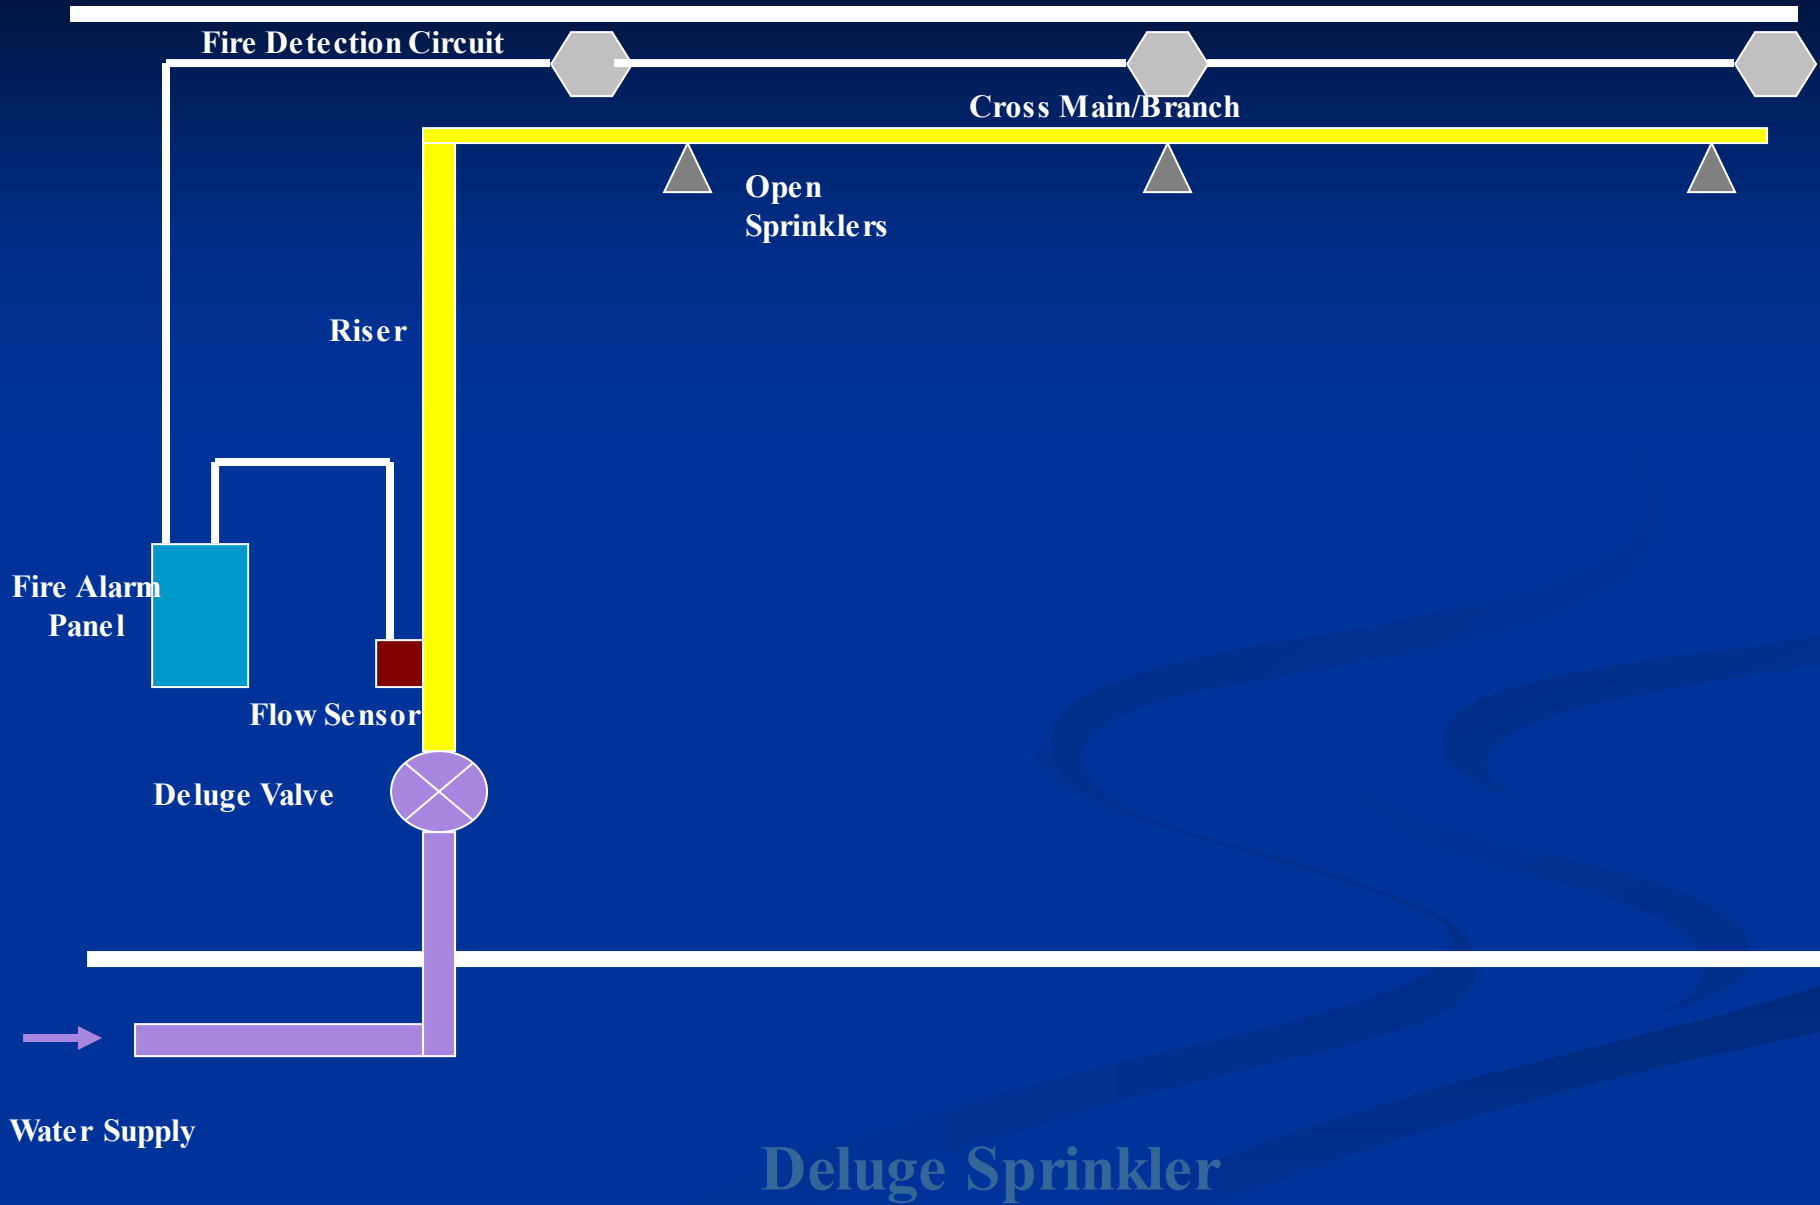 Fire Detection Circuit
Cross Main/Branch
Open
Sprinklers
Riser
Fire Alarm
Panel
Flow Sensor
Deluge Valve
Water Supply
Deluge Sprinkler